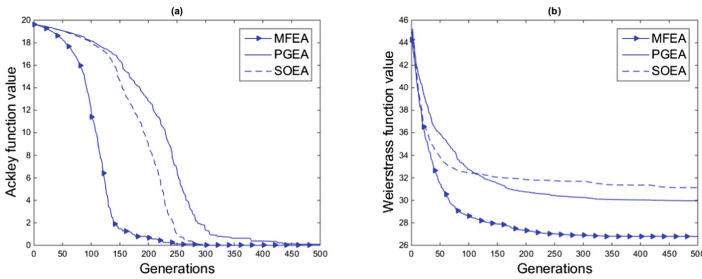 (a)
Ackley function value
20
18
16
14
12
10
8
6
4
2
0
0 50 100 150 200 250 300 350 400 450 500
Generations
MFEA
PGEA
SOEA
(b)
Weierstrass function value
46
44
42
40
38
36
34
32
30
28
26
0 50 100 150 200 250 300 350 400 450 500
Generations
MFEA
PGEA
SOEA